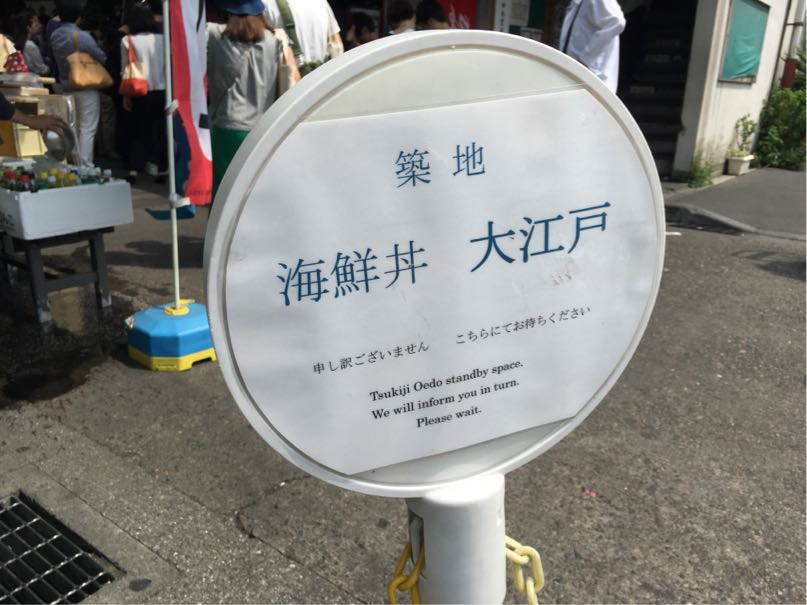 築地
海鮮丼 大江戸
申し訳ございません こちらにてお待ちください
Tsukiji Oedo standby space.
We will inform you in turn.
Please wait.